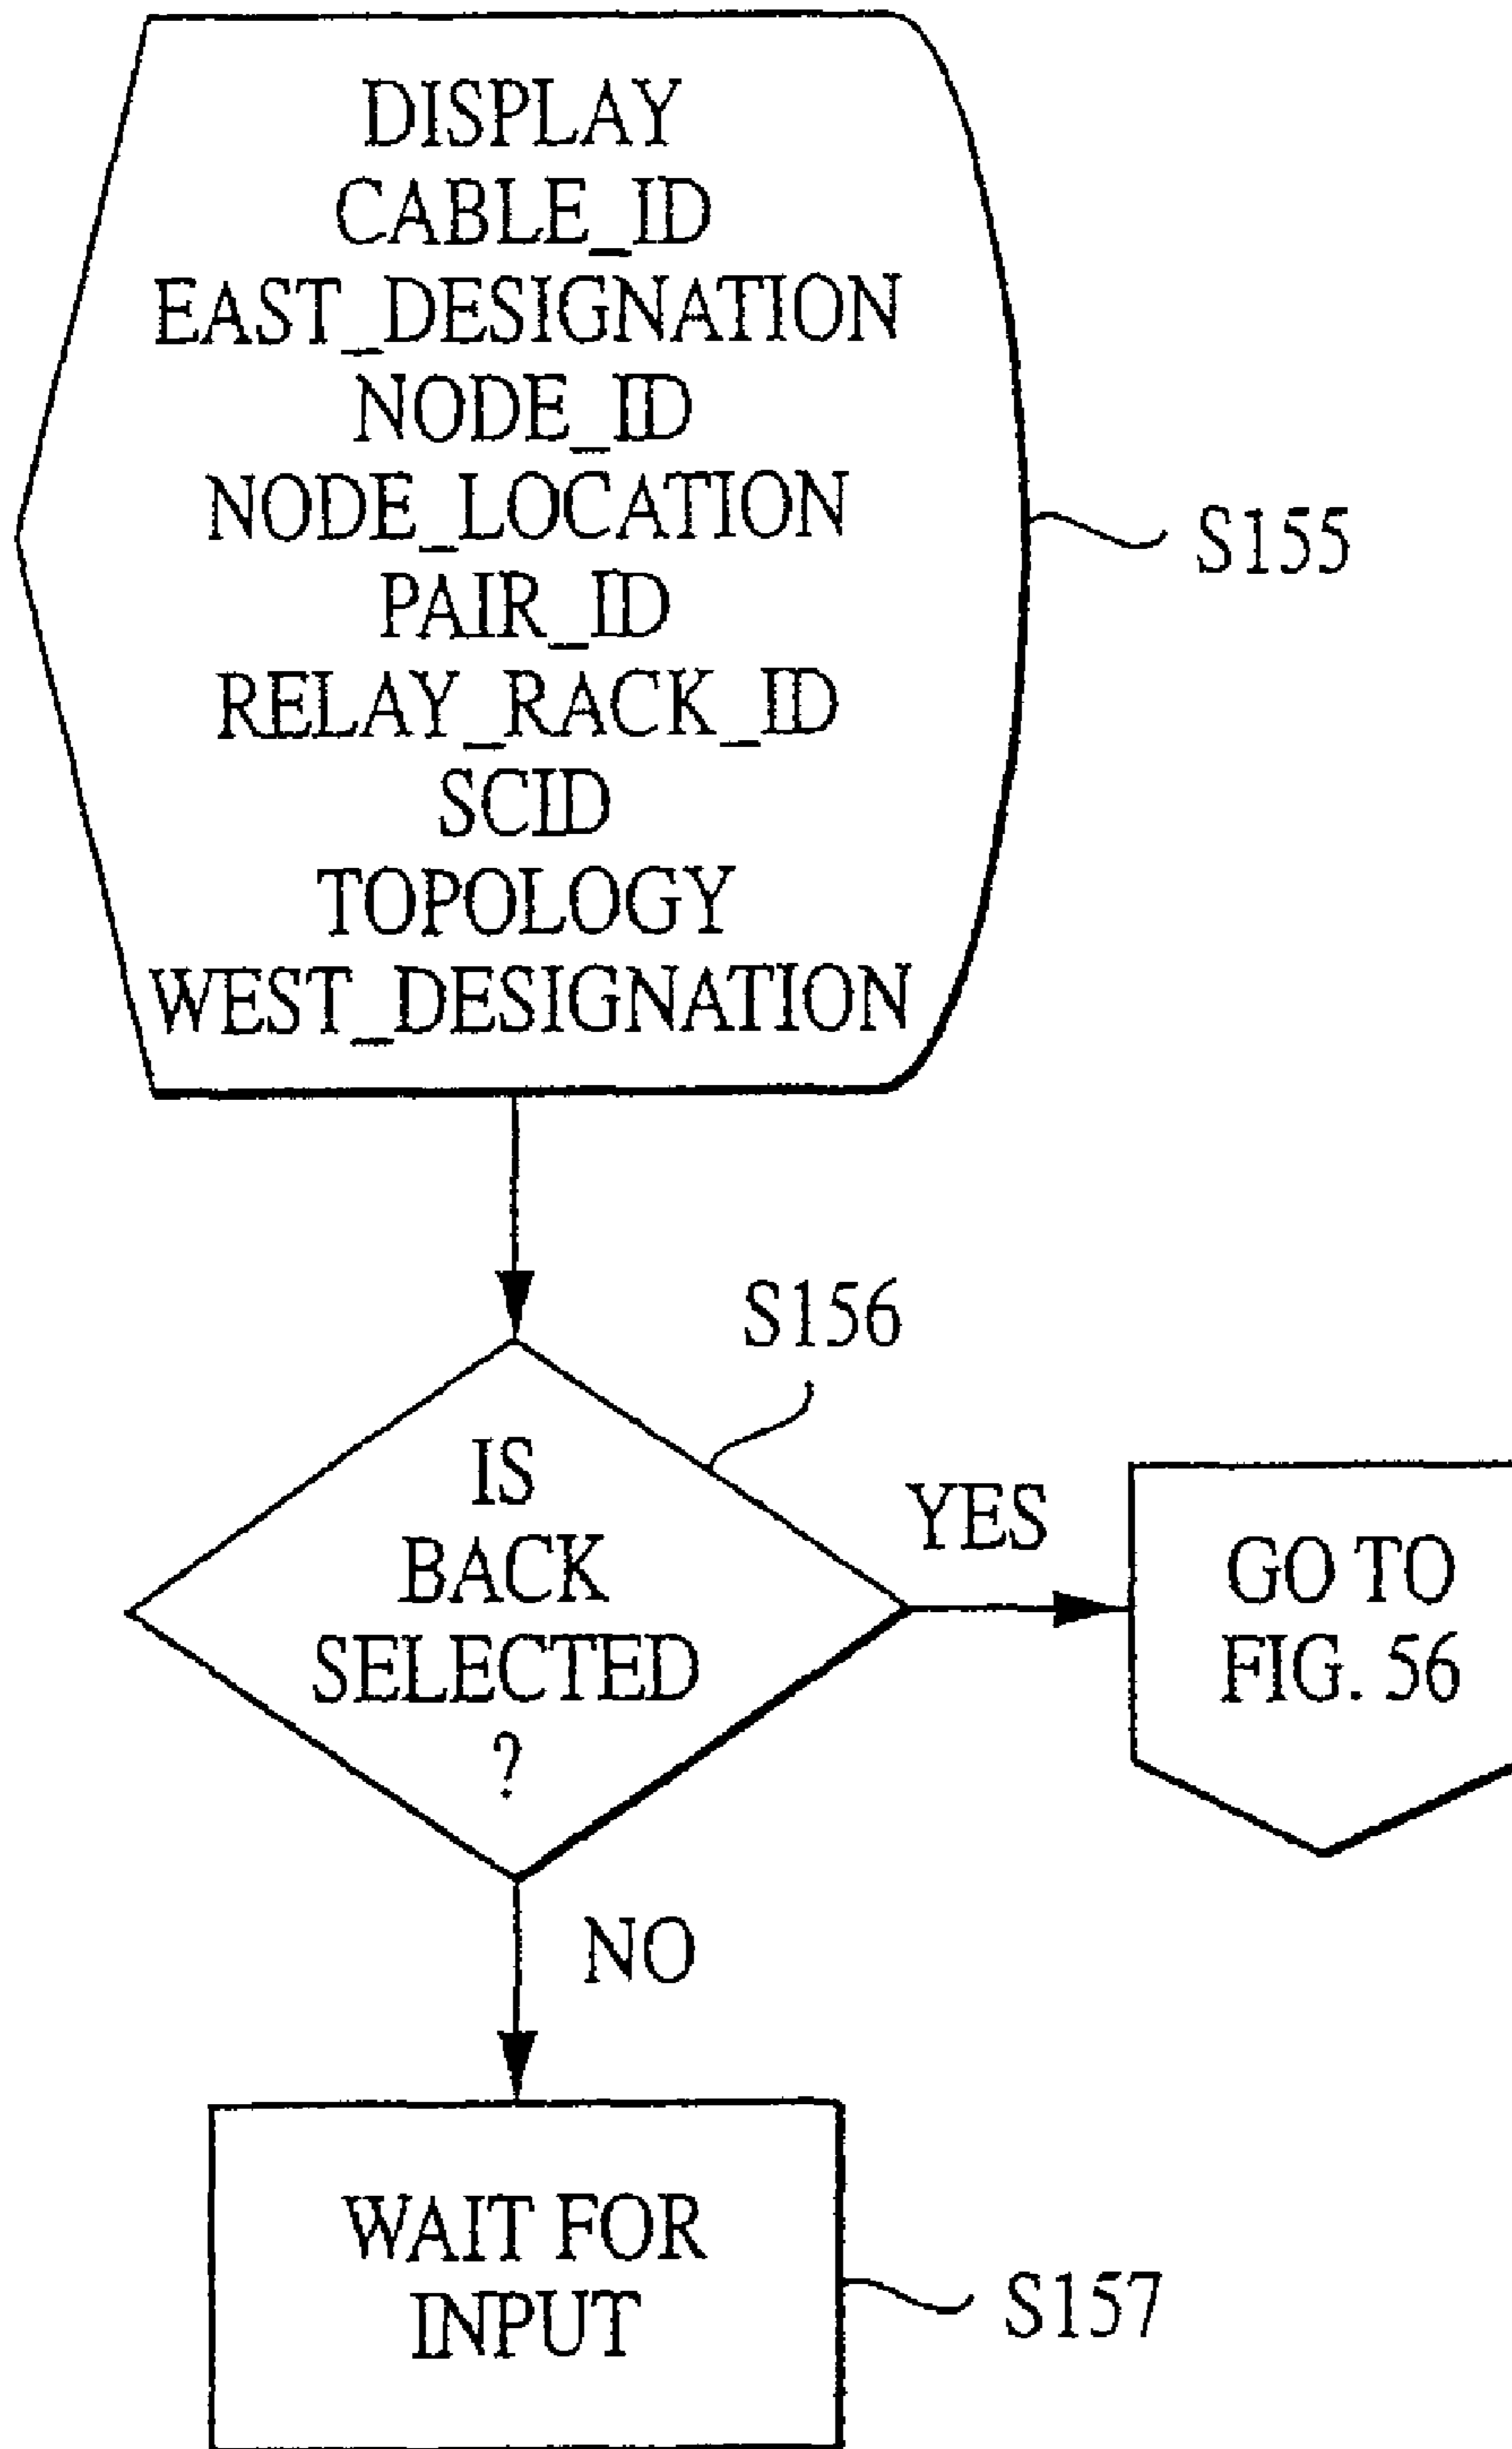 DISPLAY
CABLE_ID
EAST_DESIGNATION
NODE_ID
NODE_LOCATION
PAIR_ID
RELAY_RACK_ID
SCID
TOPOLOGY
WEST_DESIGNATION
S155
S156
IS
BACK
SELECTED
?
YES
GO TO
FIG. 56
NO
WAIT FOR
INPUT
S157